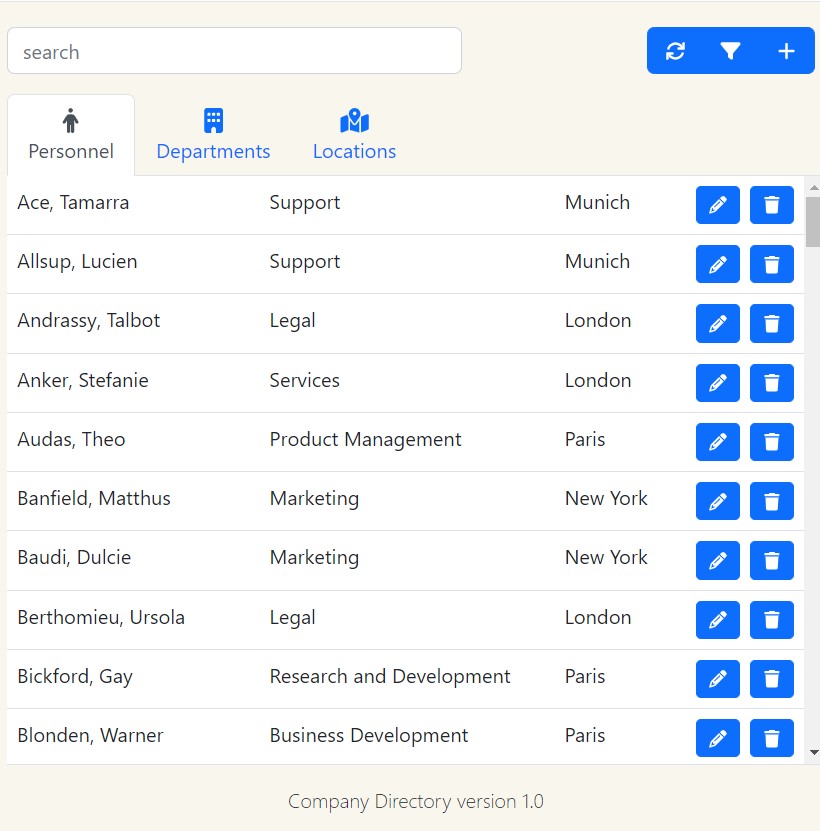 search
Personnel Departments Locations
Ace, Tamarra Support Munich
Allsup, Lucien Support Munich
Andrassy, Talbot Legal London
Anker, Stefanie Services London
Audas, Theo Product Management Paris
Banfield, Matthus Marketing New York
Baudi, Dulcie Marketing New York
Berthomieu, Ursola Legal London
Bickford, Gay Research and Development Paris
Blonden, Warner Business Development Paris
Company Directory version 1.0